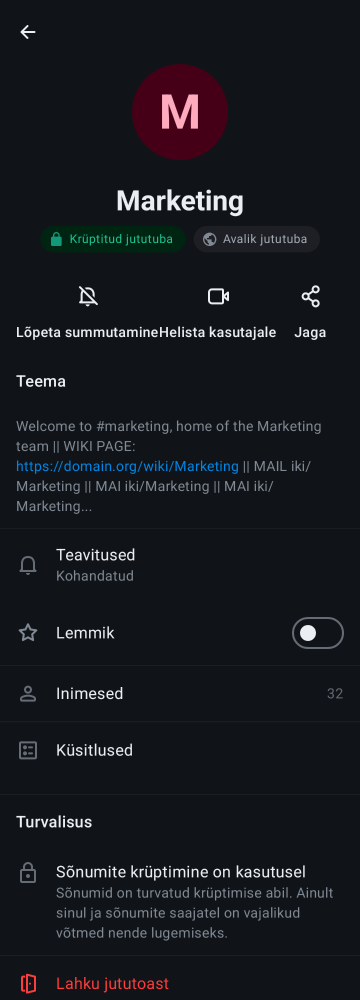 M
Marketing
Krüptitud jututuba
Avalik jututuba
Lõpeta summutamine
Helista kasutajale
Jaga
Teema
Welcome to #marketing, home of the Marketing
team || WIKI PAGE:
https://domain.org/wiki/Marketing || MAIL iki/
Marketing || MAI iki/Marketing || MAI iki/
Marketing...
Teavitused
Kohandatud
Lemmik
Inimesed 32
Küsitlused
Turvalisus
Sõnumite krüptimine on kasutusel
Sõnumid on turvatud krüptimise abil. Ainult
sinul ja sõnumite saajatel on vajalikud
võtmed nende lugemiseks.
Lahku jututoast